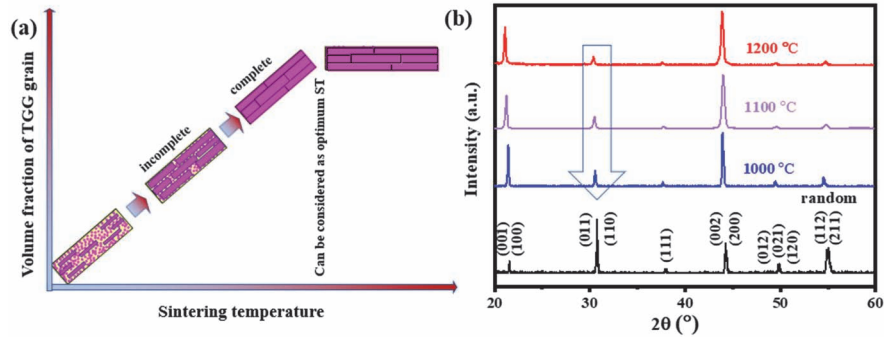 (a)
Volume fraction of TGG grain
incomplete
complete
Can be considered as optimum ST
Sintering temperature
(b)
Intensity (a.u.)
1200 °C
1100 °C
1000 °C
random
(001)
(100)
(011)
(110)
(111)
(002)
(200)
(012)
(021)
(120)
(112)
(211)
20 30 40 50 60
2θ (°)